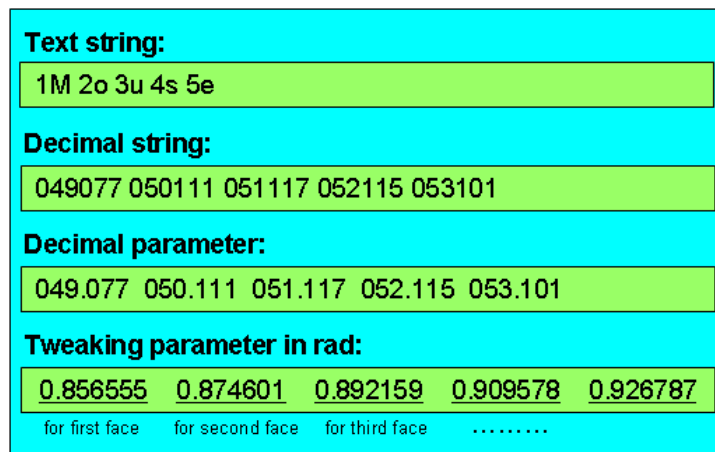 Text string:
1M 2o 3u 4s 5e
Decimal string:
049077 050111 051117 052115 053101
Decimal parameter:
049.077 050.111 051.117 052.115 053.101
Tweaking parameter in rad:
0.856555 0.874601 0.892159 0.909578 0.926787
for first face for second face for third face .........